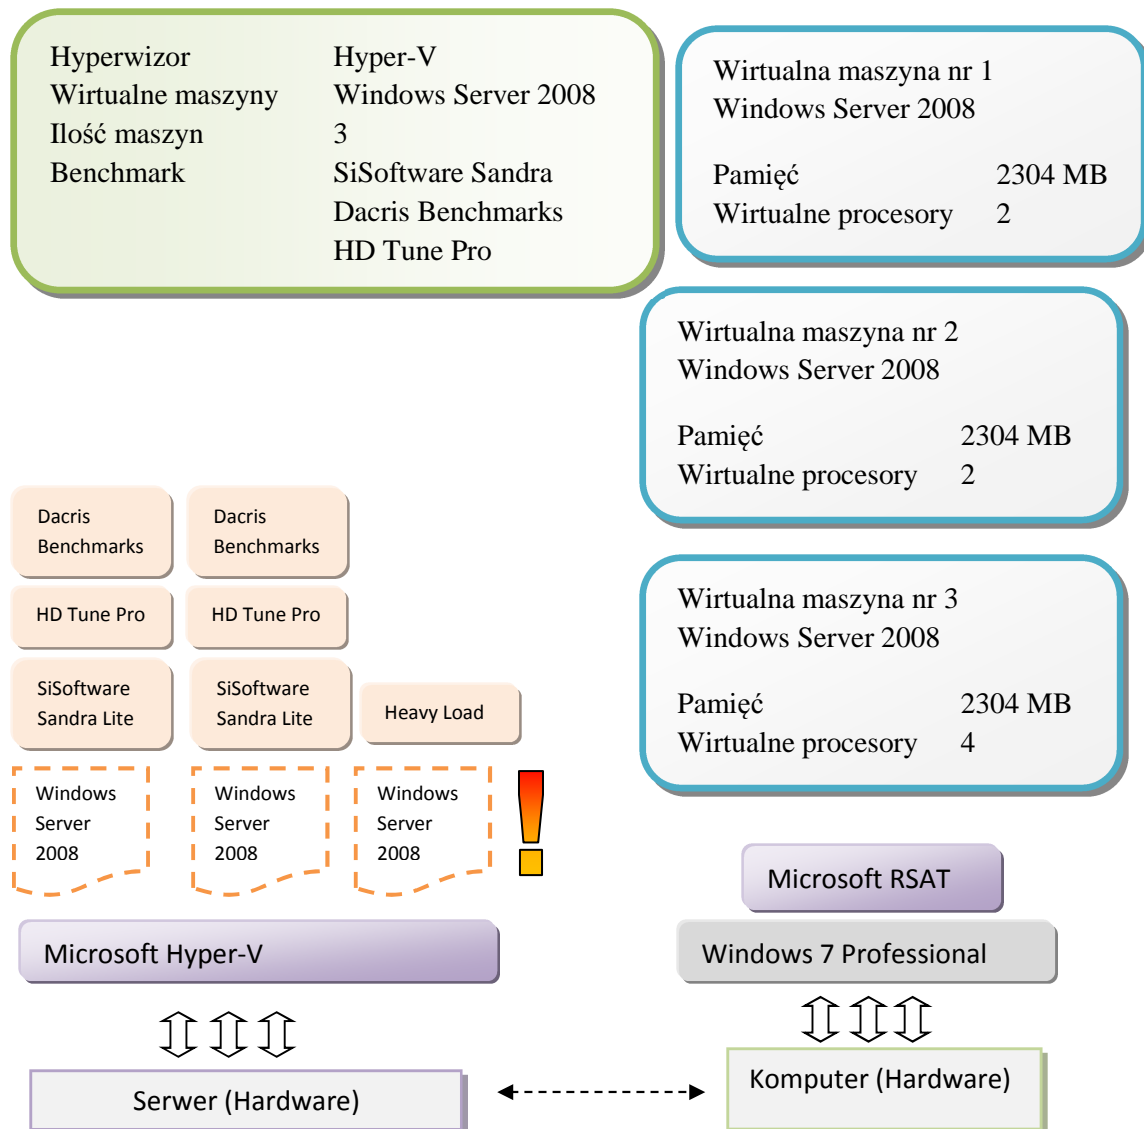 Hyperwizor Hyper-V
Wirtualne maszyny Windows Server 2008
Ilość maszyn 3
Benchmark SiSoftware Sandra
Dacris Benchmarks
HD Tune Pro
Wirtualna maszyna nr 1
Windows Server 2008
Pamięć 2304 MB
Wirtualne procesory 2
Wirtualna maszyna nr 2
Windows Server 2008
Pamięć 2304 MB
Wirtualne procesory 2
Wirtualna maszyna nr 3
Windows Server 2008
Pamięć 2304 MB
Wirtualne procesory 4
Dacris
Benchmarks
Dacris
Benchmarks
HD Tune Pro
HD Tune Pro
SiSoftware
Sandra Lite
SiSoftware
Sandra Lite
Heavy Load
Windows
Server
2008
Windows
Server
2008
Windows
Server
2008
Microsoft Hyper-V
Serwer (Hardware)
Microsoft RSAT
Windows 7 Professional
Komputer (Hardware)